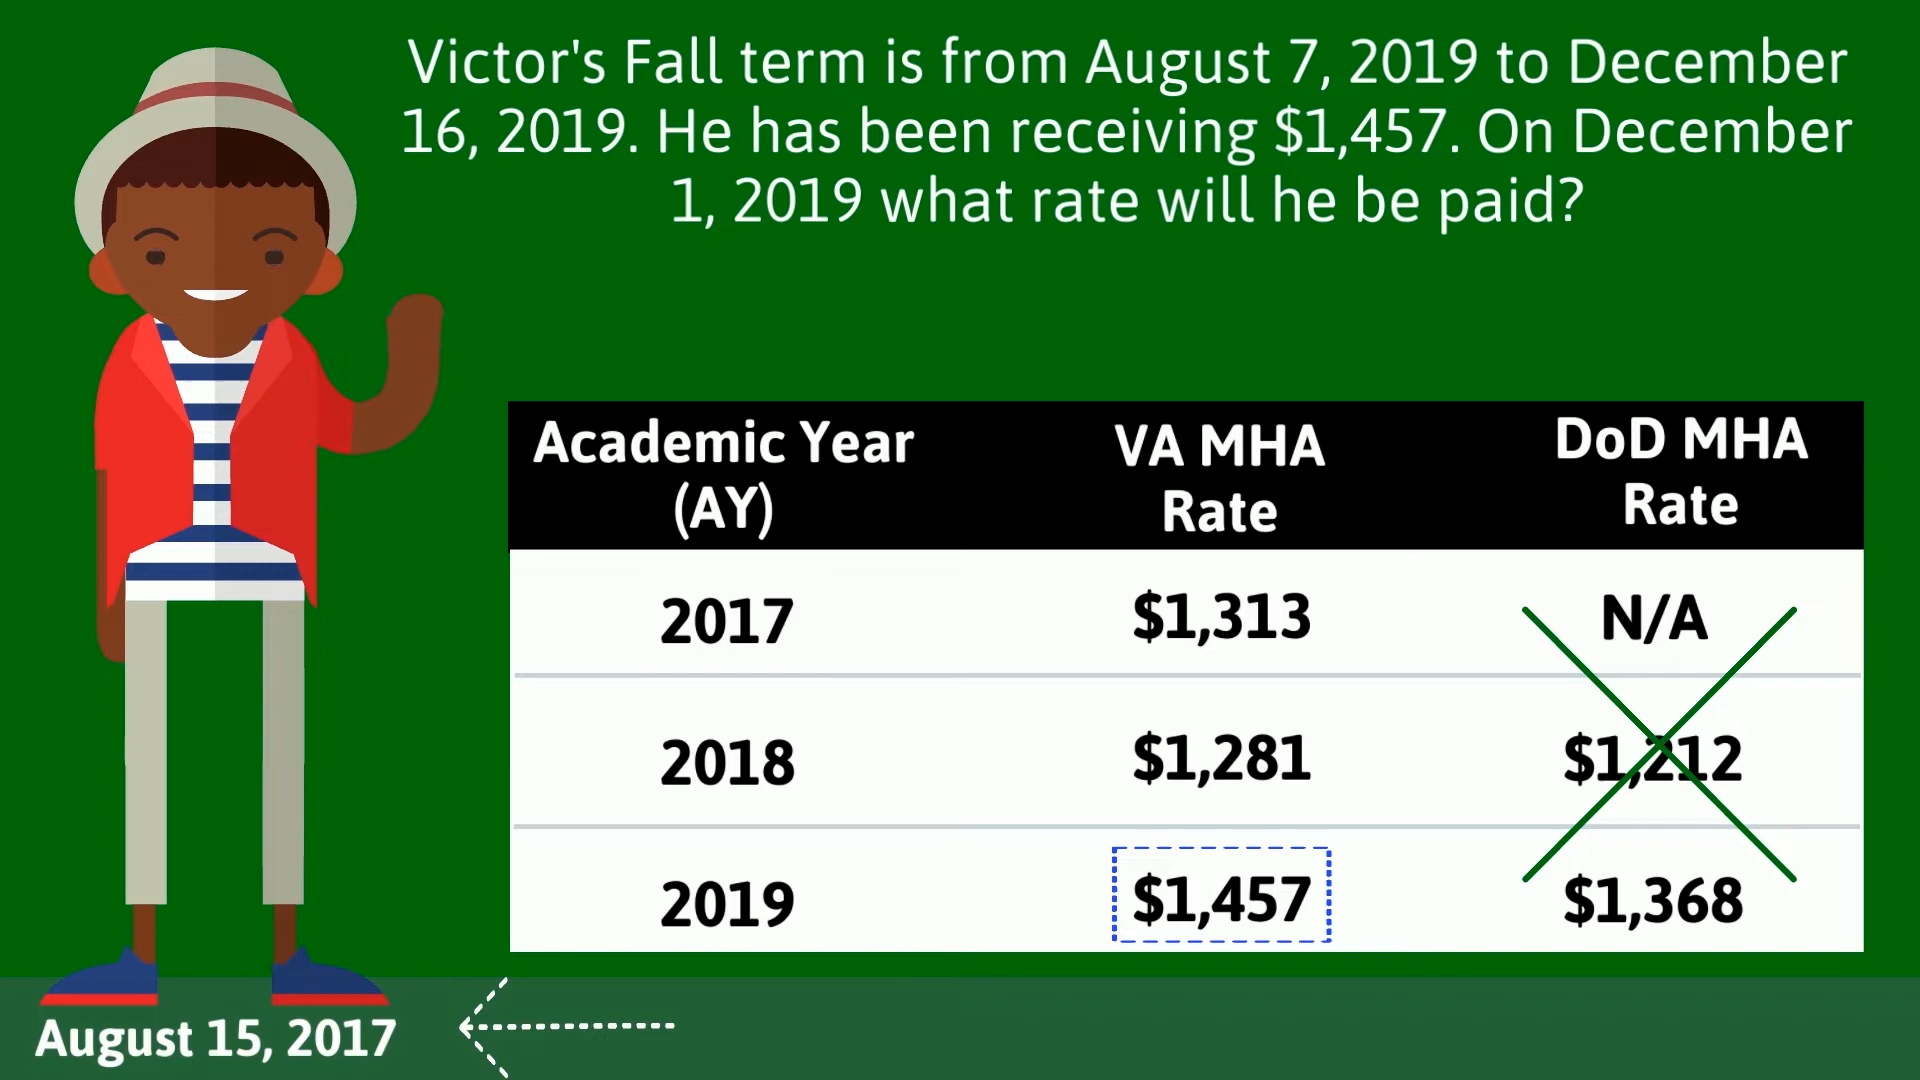 Victor's Fall term is from August 7, 2019 to December
16, 2019. He has been receiving $1,457. On December
1, 2019 what rate will he be paid?
Academic Year (AY) VA MHA Rate DoD MHA Rate
2017 $1,313 N/A
2018 $1,281 $1,212
2019 $1,457 $1,368
August 15, 2017